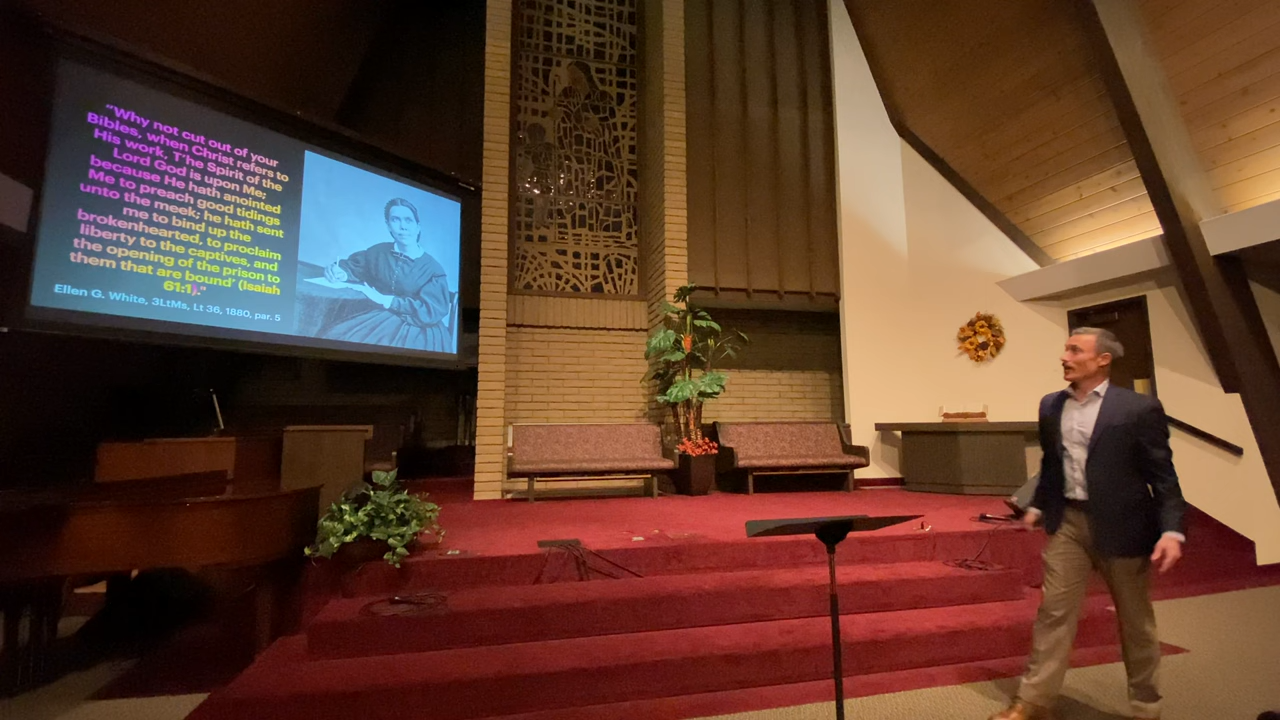 “Why not cut out of your
Bibles, when Christ refers to
His work, T'he Spirit of the
Lord God is upon Me;
because He hath anointed
Me to preach good tidings
unto the meek; he hath sent
me to bind up the
brokenhearted, to proclaim
liberty to the captives, and
the opening of the prison to
them that are bound’ (Isaiah
61:1).”
Ellen G. White, 3LtMs, Lt 36, 1880, par. 5